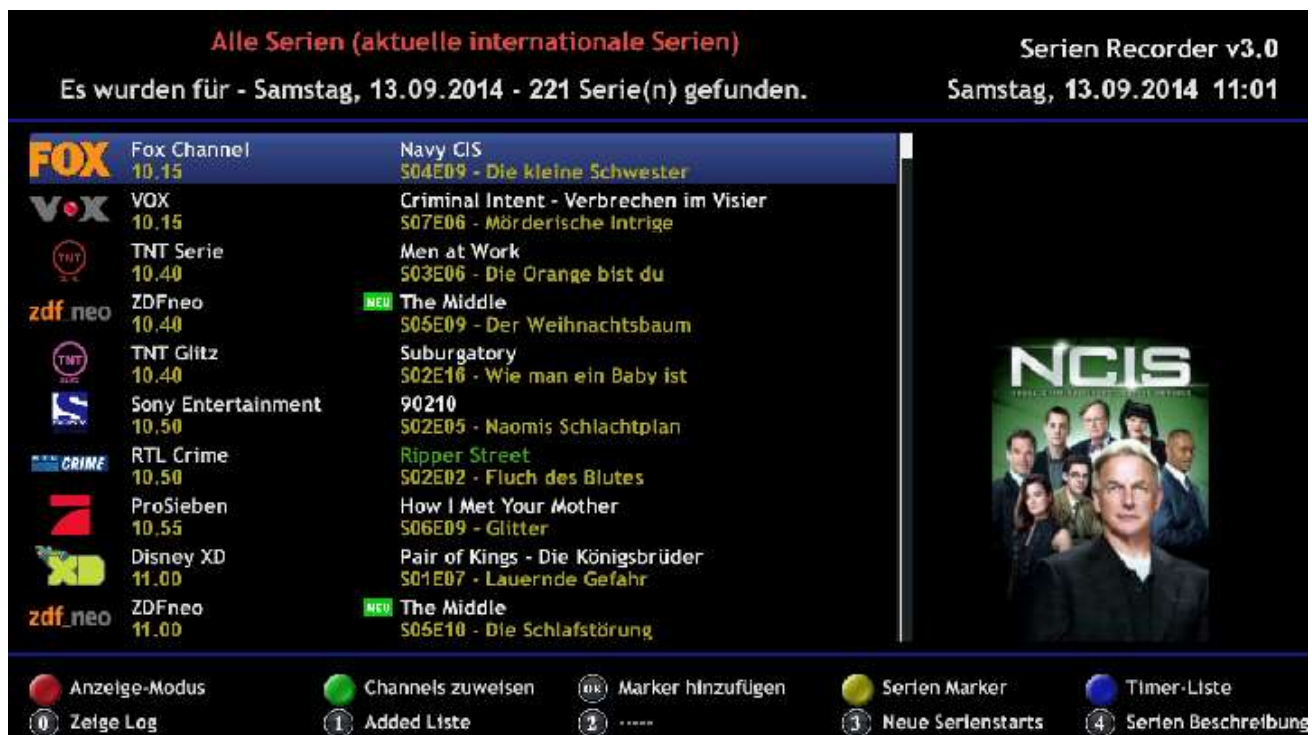 Alle Serien (aktuelle internationale Serien)
Serien Recorder v3.0
Es wurden für - Samstag, 13.09.2014 - 221 Serie(n) gefunden.
Samstag, 13.09.2014 11:01
FOX Fox Channel Navy CIS
10.15 S04E09 - Die kleine Schwester
VOX VOX Criminal Intent - Verbrechen im Visier
10.15 S07E06 - Mörderische Intrige
TNT TNT Serie Men at Work
10.40 S03E06 - Die Orange bist du
zdf_neo ZDFneo NEU The Middle
10.40 S05E09 - Der Weihnachtsbaum
TNT TNT Glitz Suburgatory
10.40 S02E16 - Wie man ein Baby ist
Sony Entertainment 90210
10.50 S02E05 - Naomis Schlachtplan
CRIME RTL Crime Ripper Street
10.50 S02E02 - Fluch des Blutes
7 ProSieben How I Met Your Mother
10.55 S06E09 - Glitter
XD Disney XD Pair of Kings - Die Königsbrüder
11.00 S01E07 - Lauernde Gefahr
zdf_neo ZDFneo NEU The Middle
11.00 S05E10 - Die Schlafstörung
NCIS
Anzeige-Modus Channels zuweisen OK Marker hinzufügen Serien Marker Timer-Liste
0 Zeige Log 1 Added Liste 2 ----- 3 Neue Serienstarts 4 Serien Beschreibung